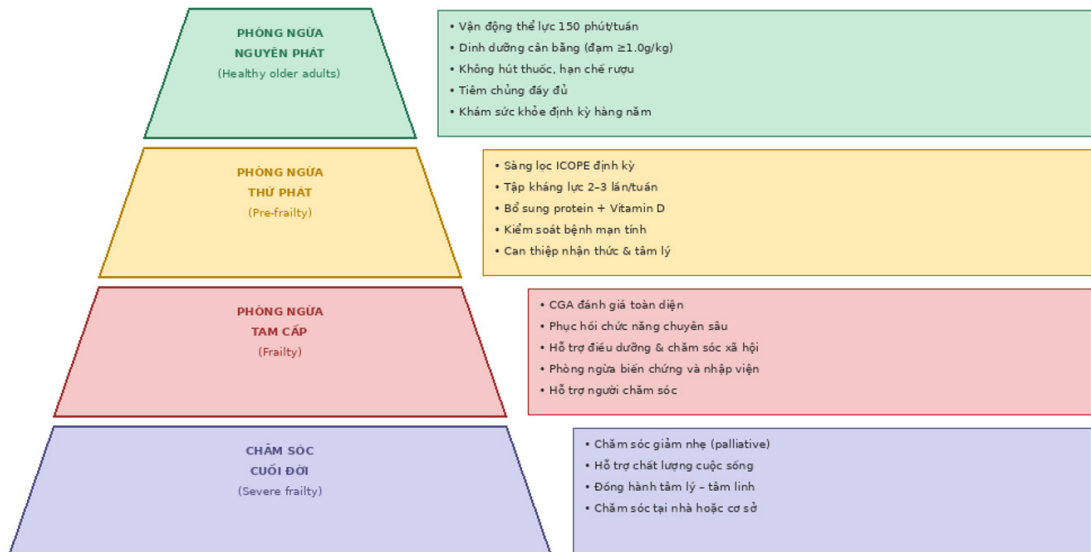 PHÒNG NGỪA
NGUYÊN PHÁT
(Healthy older adults)
• Vận động thể lực 150 phút/tuần
• Dinh dưỡng cân bằng (đạm ≥1.0g/kg)
• Không hút thuốc, hạn chế rượu
• Tiêm chủng đầy đủ
• Khám sức khỏe định kỳ hàng năm
PHÒNG NGỪA
THỨ PHÁT
(Pre-frailty)
• Sàng lọc ICOPE định kỳ
• Tập kháng lực 2–3 lần/tuần
• Bổ sung protein + Vitamin D
• Kiểm soát bệnh mạn tính
• Can thiệp nhận thức & tâm lý
PHÒNG NGỪA
TAM CẤP
(Frailty)
• CGA đánh giá toàn diện
• Phục hồi chức năng chuyên sâu
• Hỗ trợ điều dưỡng & chăm sóc xã hội
• Phòng ngừa biến chứng và nhập viện
• Hỗ trợ người chăm sóc
CHĂM SÓC
CUỐI ĐỜI
(Severe frailty)
• Chăm sóc giảm nhẹ (palliative)
• Hỗ trợ chất lượng cuộc sống
• Đồng hành tâm lý – tâm linh
• Chăm sóc tại nhà hoặc cơ sở